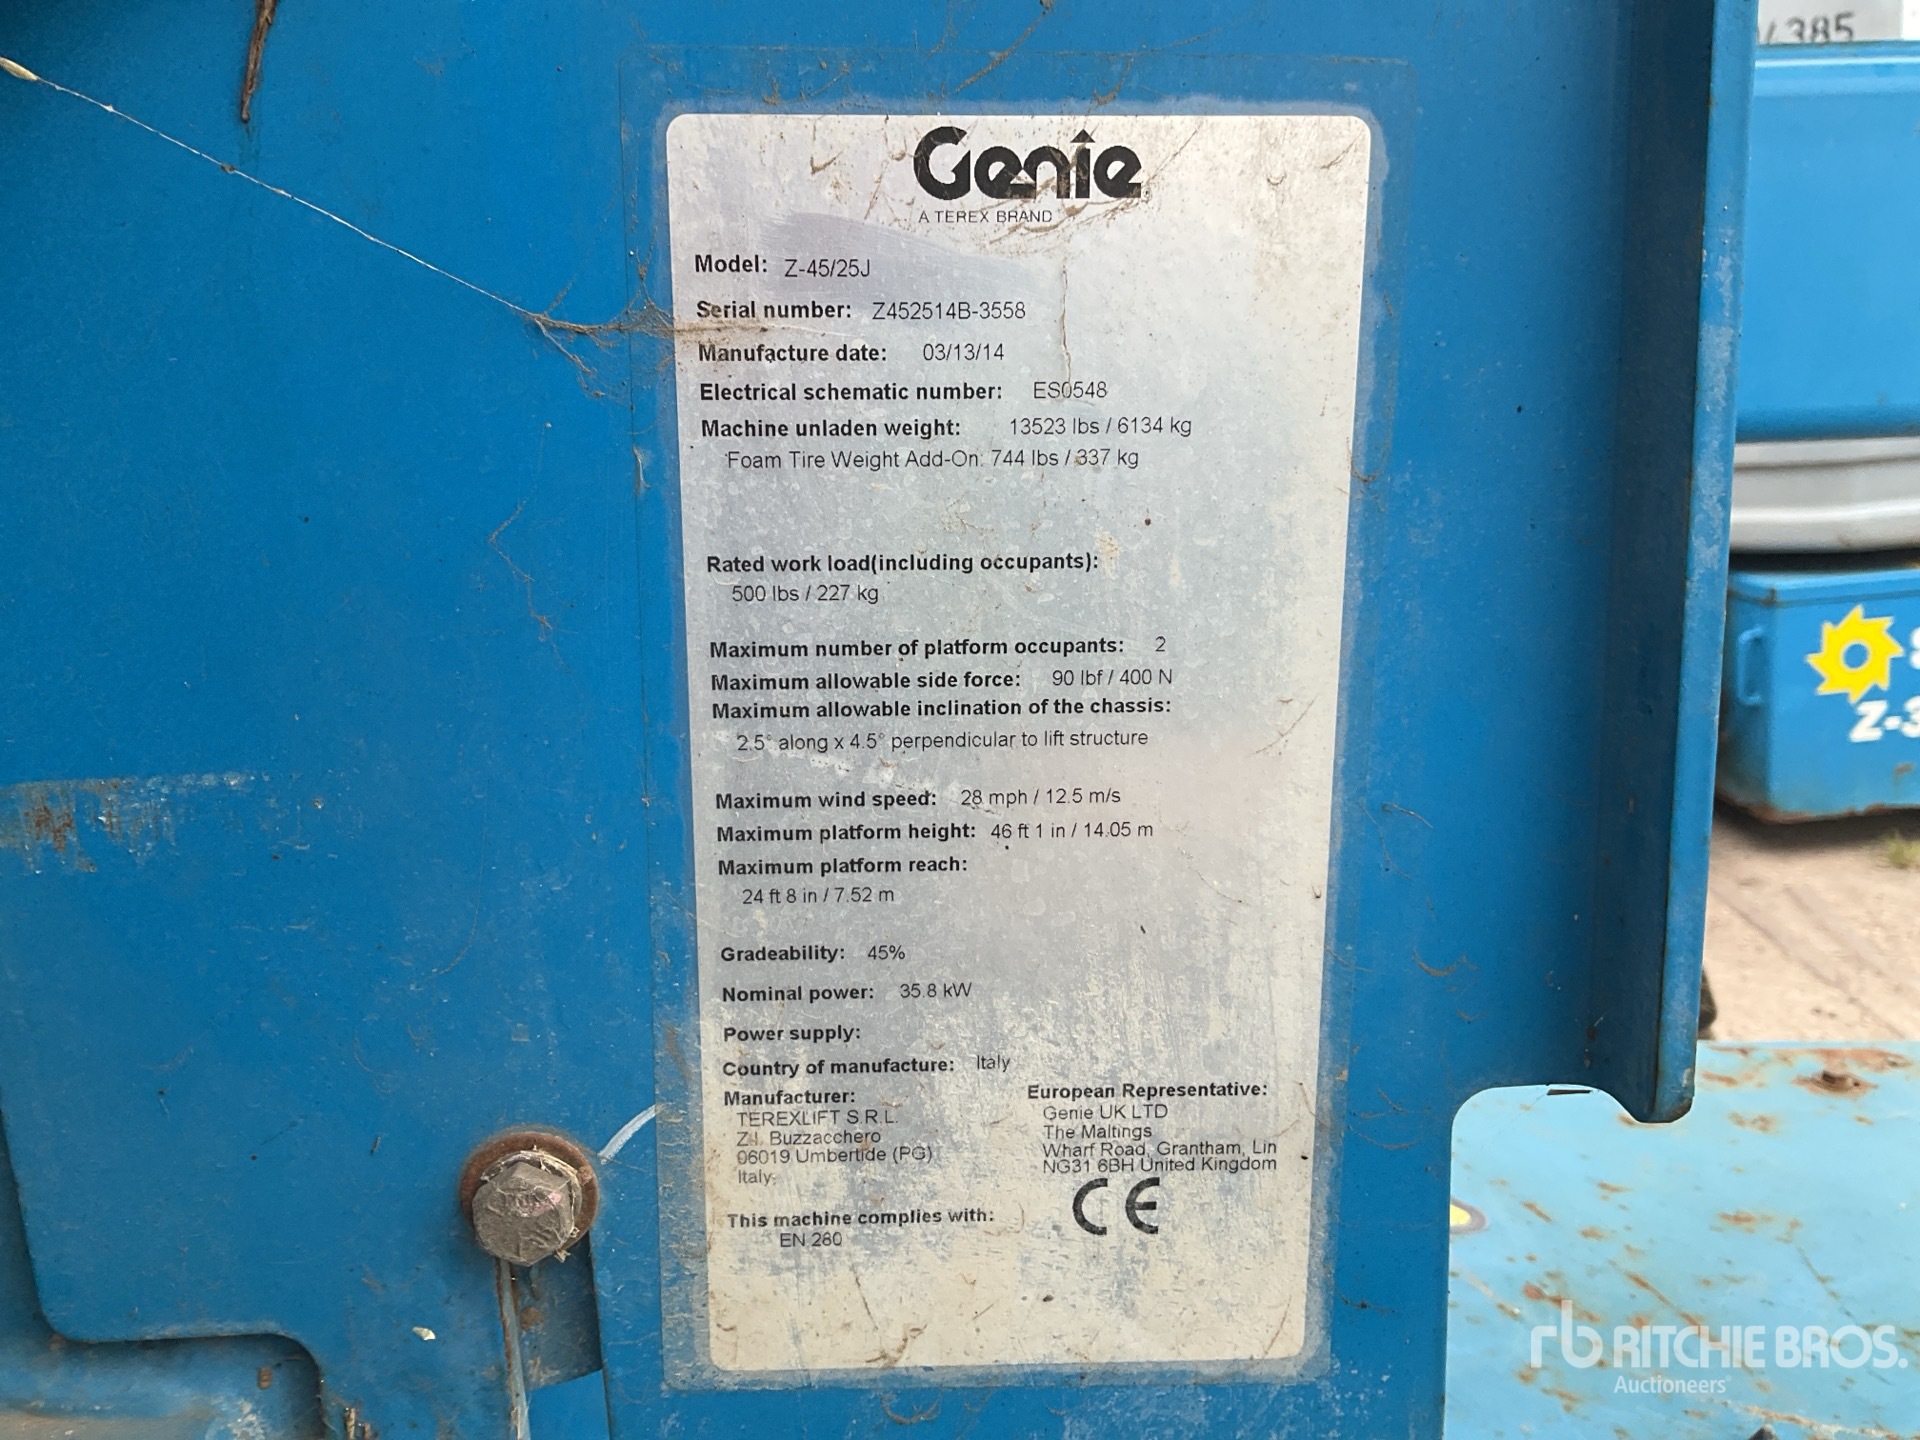 Genie
A TEREX BRAND
Model: Z-45/25J
Serial number: Z452514B-3558
Manufacture date: 03/13/14
Electrical schematic number: ES0548
Machine unladen weight: 13523 lbs / 6134 kg
Foam Tire Weight Add-On: 744 lbs / 337 kg
Rated work load(including occupants):
500 lbs / 227 kg
Maximum number of platform occupants: 2
Maximum allowable side force: 90 lbf / 400 N
Maximum allowable inclination of the chassis:
2.5° along x 4.5° perpendicular to lift structure
Maximum wind speed: 28 mph / 12.5 m/s
Maximum platform height: 46 ft 1 in / 14.05 m
Maximum platform reach:
24 ft 8 in / 7.52 m
Gradeability: 45%
Nominal power: 35.8 kW
Power supply:
Country of manufacture: Italy
Manufacturer:
TEREXLIFT S.R.L.
Z.I. Buzzacchero
06019 Umbertide (PG)
Italy
European Representative:
Genie UK LTD
The Maltings
Wharf Road, Grantham, Lin
NG31 6BH United Kingdom
This machine complies with:
EN 280
CE
385
Z-3
rb RITCHIE BROS.
Auctioneers